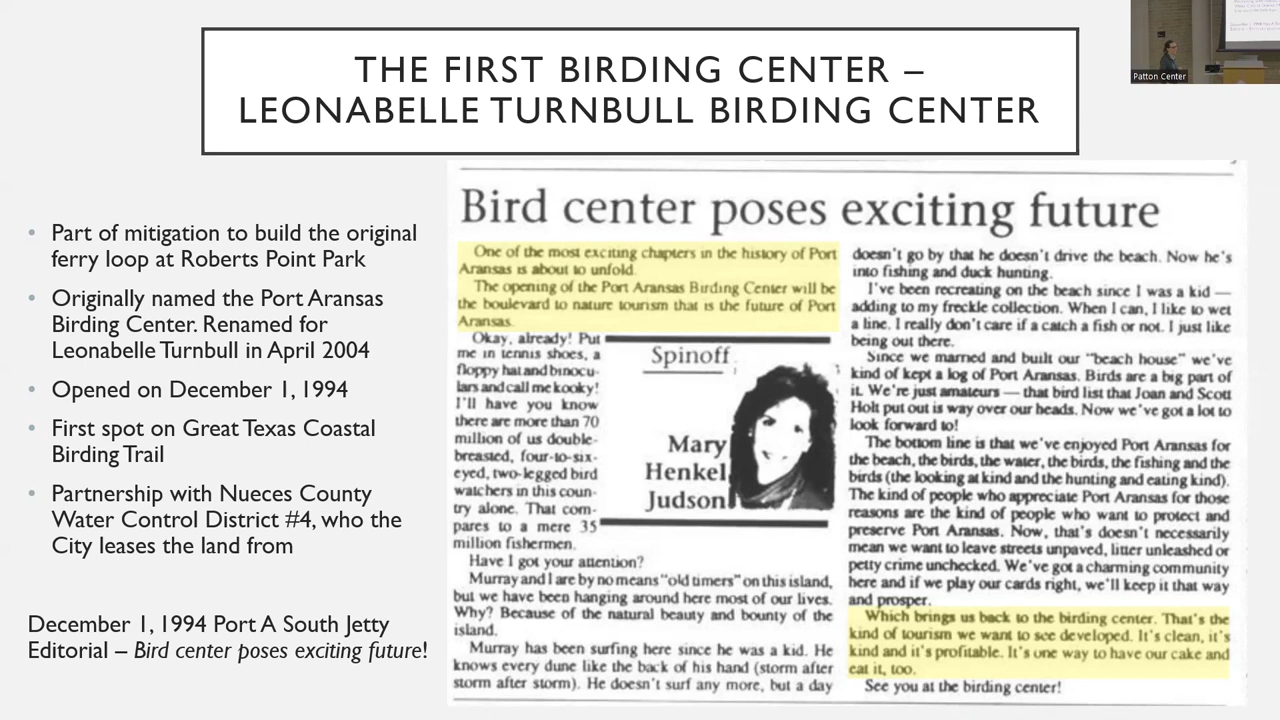 THE FIRST BIRDING CENTER –
LEONABELLE TURNBULL BIRDING CENTER
Patton Center
• Part of mitigation to build the original
ferry loop at Roberts Point Park
• Originally named the Port Aransas
Birding Center. Renamed for
Leonabelle Turnbull in April 2004
• Opened on December 1, 1994
• First spot on Great Texas Coastal
Birding Trail
• Partnership with Nueces County
Water Control District #4, who the
City leases the land from
December 1, 1994 Port A South Jetty
Editorial – Bird center poses exciting future!
Bird center poses exciting future
One of the most exciting chapters in the history of Port
Aransas is about to unfold.
The opening of the Port Aransas Birding Center will be
the boulevard to nature tourism that is the future of Port
Aransas.
Okay, already! Put
me in tennis shoes, a
floppy hat and binocu-
lars and call me kooky!
I'll have you know
there are more than 70
million of us double-
breasted, four-to-six-
eyed, two-legged bird
watchers in this coun-
try alone. That com-
pares to a mere 35
million fishermen.
Spinoff
Mary
Henkel
Judson
Have I got your attention?
Murray and I are by no means "old timers" on this island,
but we have been hanging around here most of our lives.
Why? Because of the natural beauty and bounty of the
island.
Murray has been surfing here since he was a kid. He
knows every dune like the back of his hand (storm after
storm after storm). He doesn't surf any more, but a day
doesn't go by that he doesn't drive the beach. Now he's
into fishing and duck hunting.
I've been recreating on the beach since I was a kid —
adding to my freckle collection. When I can, I like to wet
a line. I really don't care if a catch a fish or not. I just like
being out there.
Since we married and built our "beach house" we've
kind of kept a log of Port Aransas. Birds are a big part of
it. We're just amateurs — that bird list that Joan and Scott
Holt put out is way over our heads. Now we've got a lot to
look forward to!
The bottom line is that we've enjoyed Port Aransas for
the beach, the birds, the water, the birds, the fishing and the
birds (the looking at kind and the hunting and eating kind).
The kind of people who appreciate Port Aransas for those
reasons are the kind of people who want to protect and
preserve Port Aransas. Now, that's doesn't necessarily
mean we want to leave streets unpaved, litter unleashed or
petty crime unchecked. We've got a charming community
here and if we play our cards right, we'll keep it that way
and prosper.
Which brings us back to the birding center. That's the
kind of tourism we want to see developed. It's clean, it's
kind and it's profitable. It's one way to have our cake and
eat it, too.
See you at the birding center!